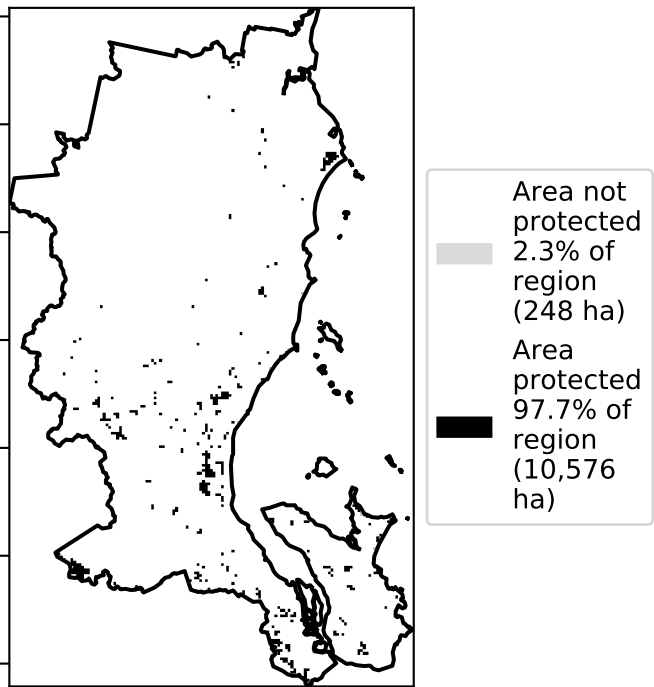 Area not
protected
2.3% of
region
(248 ha)
Area
protected
97.7% of
region
(10,576
ha)